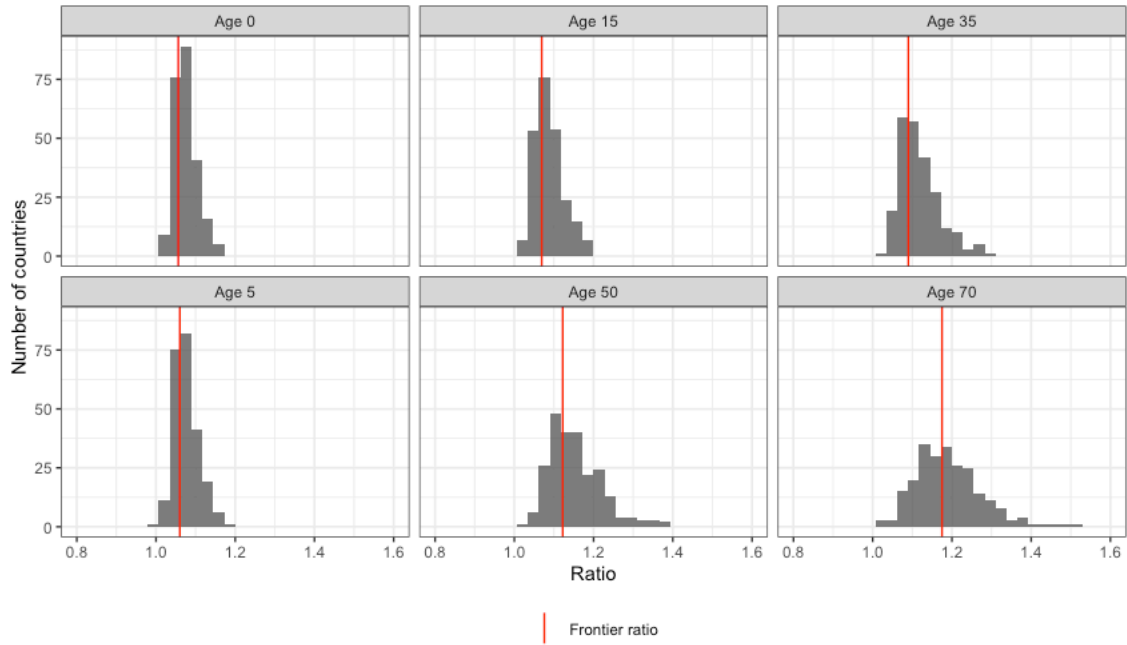 Age 0
Age 15
Age 35
75
50
25
0
Number of countries
Age 5
Age 50
Age 70
75
50
25
0
0.8 1.0 1.2 1.4 1.6
0.8 1.0 1.2 1.4 1.6
0.8 1.0 1.2 1.4 1.6
Ratio
Frontier ratio